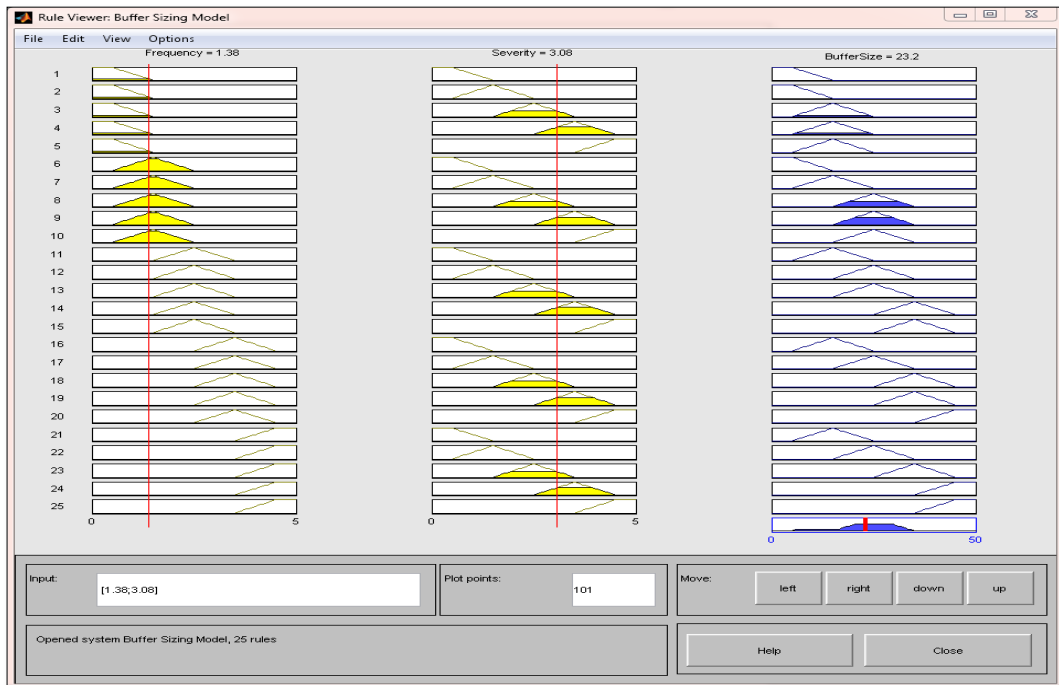 Rule Viewer: Buffer Sizing Model
File Edit View Options
Frequency = 1.38
Severity = 3.08
BufferSize = 23.2
1
2
3
4
5
6
7
8
9
10
11
12
13
14
15
16
17
18
19
20
21
22
23
24
25
0 5
0 5
0 50
Input:
[1.38;3.08]
Plot points:
101
Move:
left right down up
Opened system Buffer Sizing Model, 25 rules
Help Close